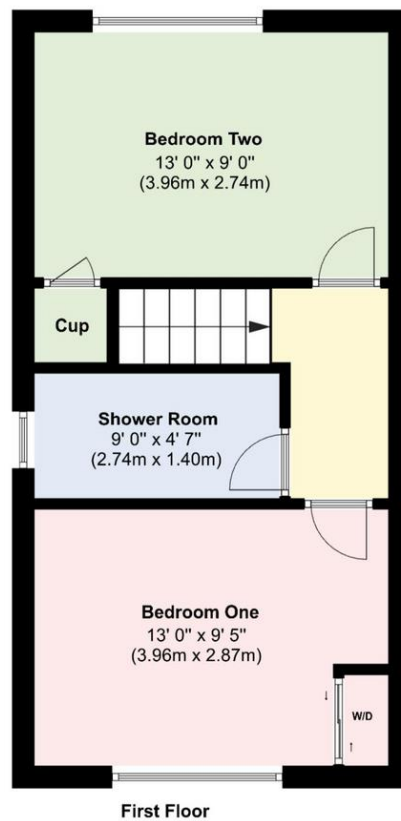 Bedroom Two
13' 0" x 9' 0"
(3.96m x 2.74m)
Cup
Shower Room
9' 0" x 4' 7"
(2.74m x 1.40m)
Bedroom One
13' 0" x 9' 5"
(3.96m x 2.87m)
W/D
First Floor